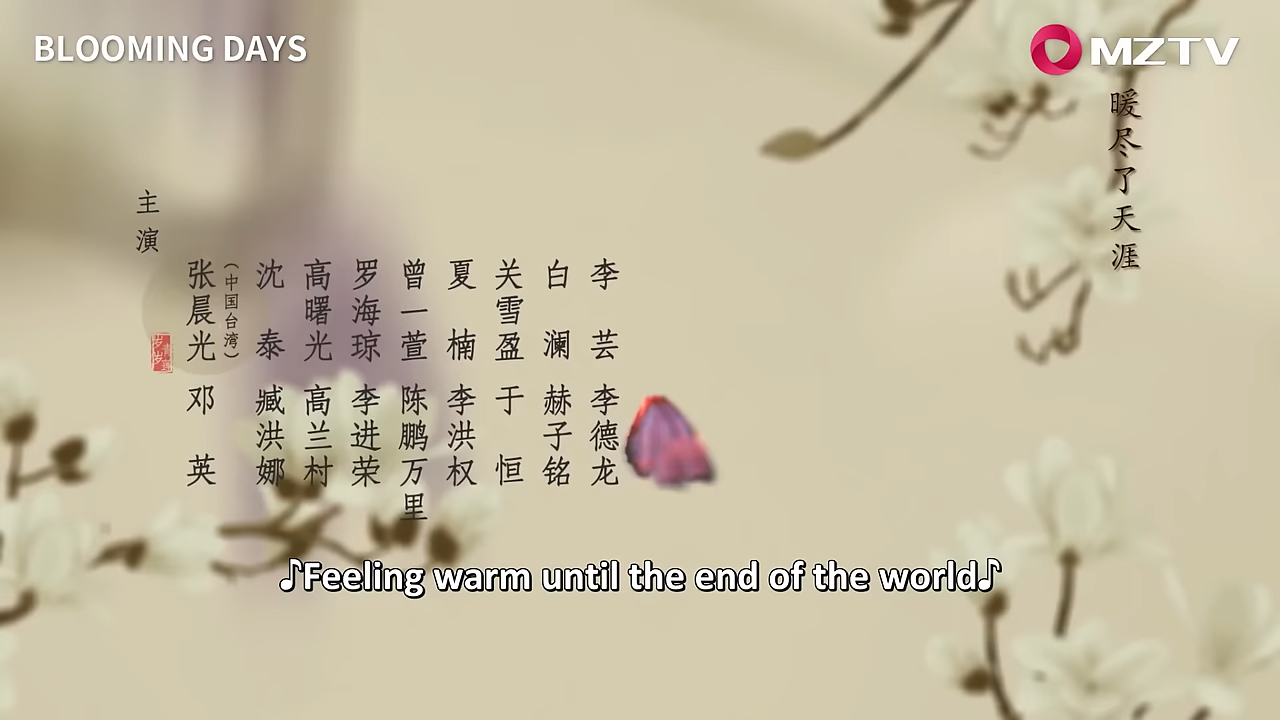 BLOOMING DAYS
MZTV
暖尽了天涯
主演
张晨光
(中国台湾)
沈泰
高曙光
罗海琼
曾一萱
夏楠
关雪盈
白澜
李芸
邓英
臧洪娜
高兰村
李进荣
陈鹏万里
李洪权
于恒
赫子铭
李德龙
♪Feeling warm until the end of the world♪